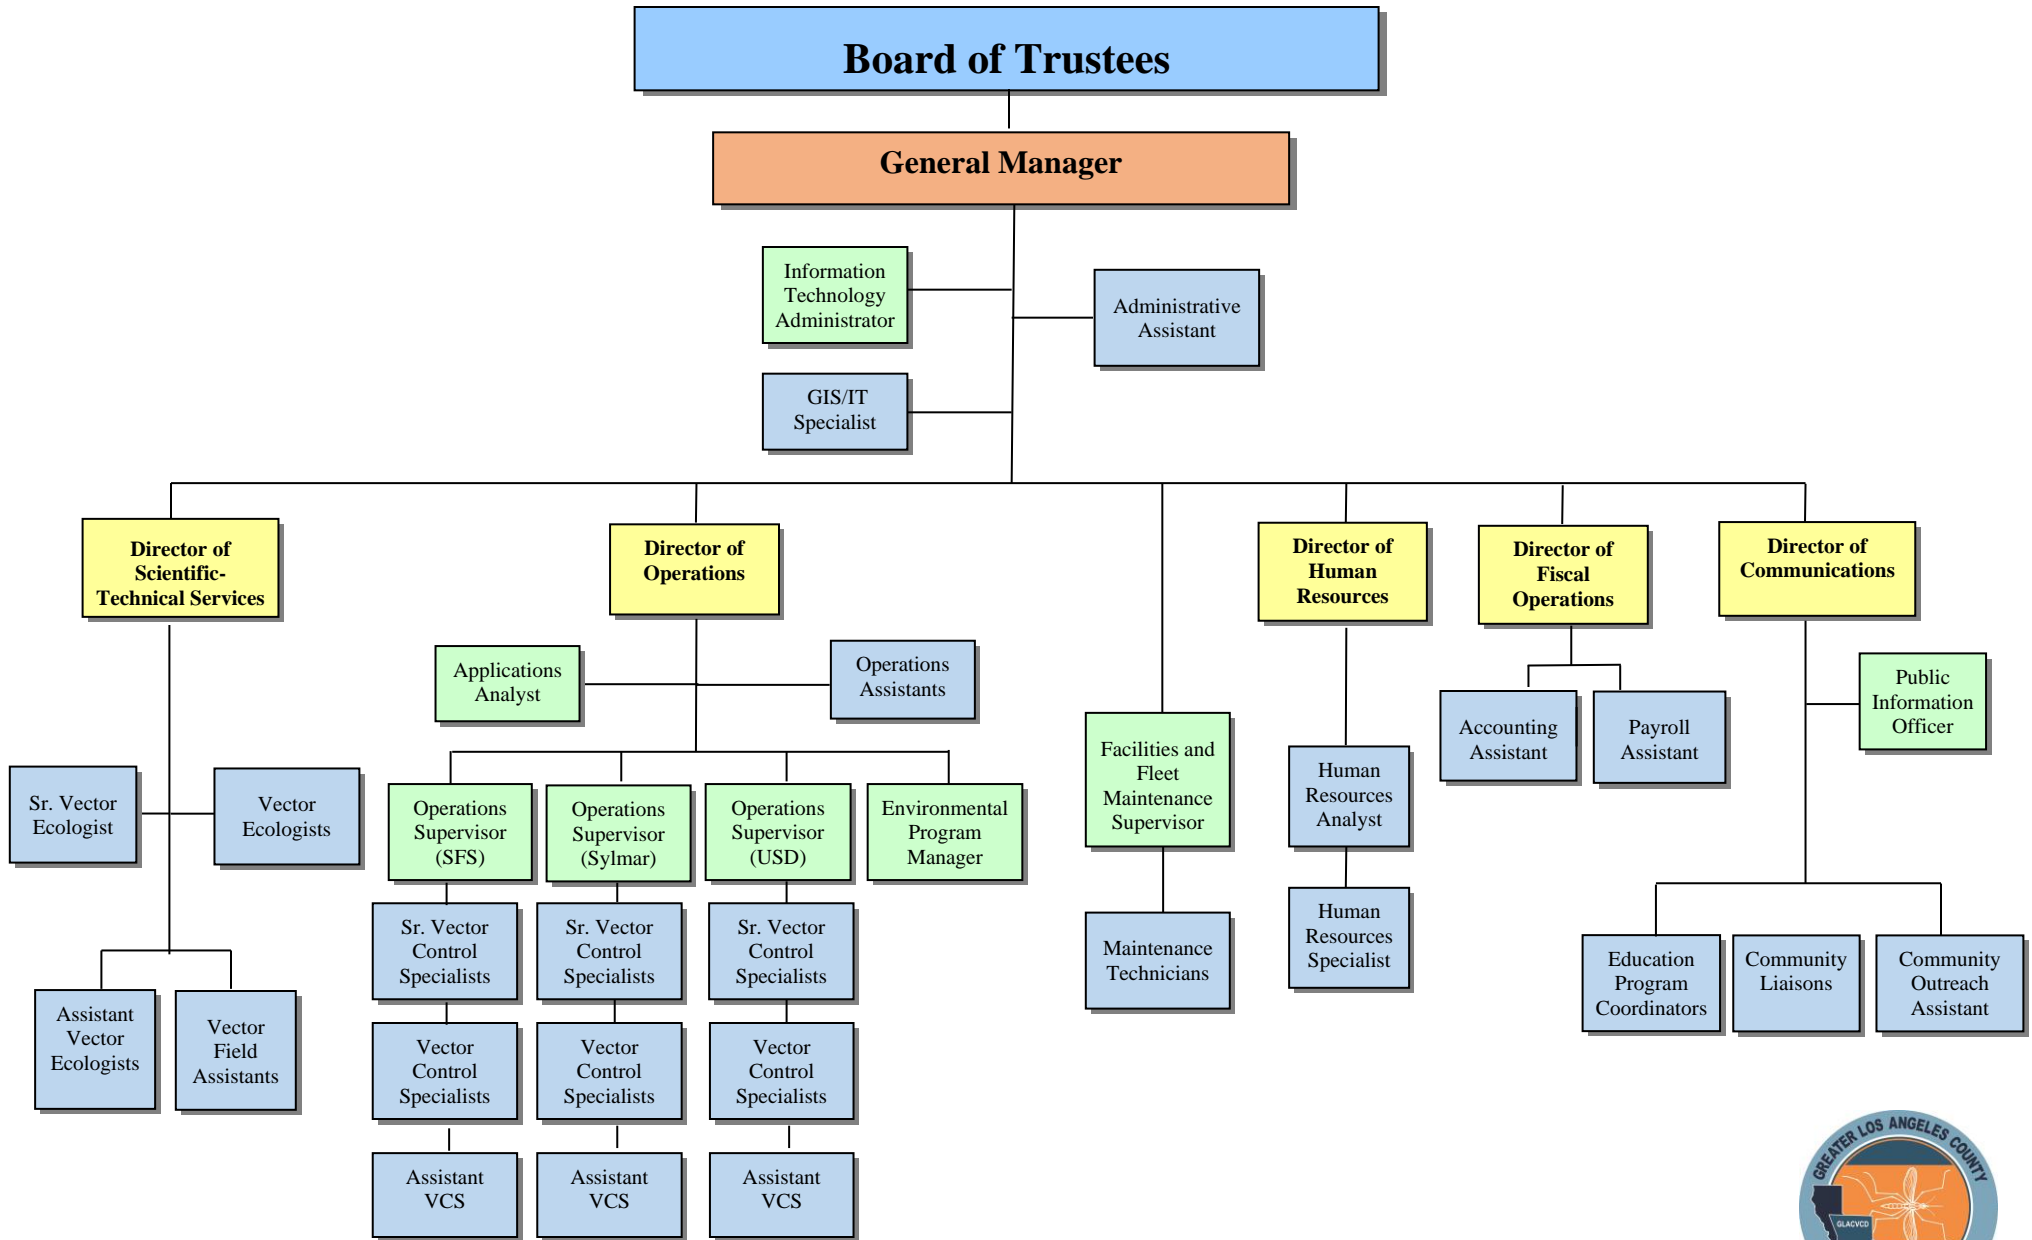 Board of Trustees
General Manager
Information
Technology
Administrator
Administrative
Assistant
GIS/IT
Specialist
Director of
Scientific-
Technical Services
Director of
Operations
Director of
Human
Resources
Director of
Fiscal
Operations
Director of
Communications
Applications
Analyst
Operations
Assistants
Public
Information
Officer
Accounting
Assistant
Payroll
Assistant
Facilities and
Fleet
Maintenance
Supervisor
Human
Resources
Analyst
Sr. Vector
Ecologist
Vector
Ecologists
Operations
Supervisor
(SFS)
Operations
Supervisor
(Sylmar)
Operations
Supervisor
(USD)
Environmental
Program
Manager
Sr. Vector
Control
Specialists
Sr. Vector
Control
Specialists
Sr. Vector
Control
Specialists
Maintenance
Technicians
Human
Resources
Specialist
Education
Program
Coordinators
Community
Liaisons
Community
Outreach
Assistant
Assistant
Vector
Ecologists
Vector
Field
Assistants
Vector
Control
Specialists
Vector
Control
Specialists
Vector
Control
Specialists
Assistant
VCS
Assistant
VCS
Assistant
VCS
GREATER LOS ANGELES COUNTY
GLACVCD